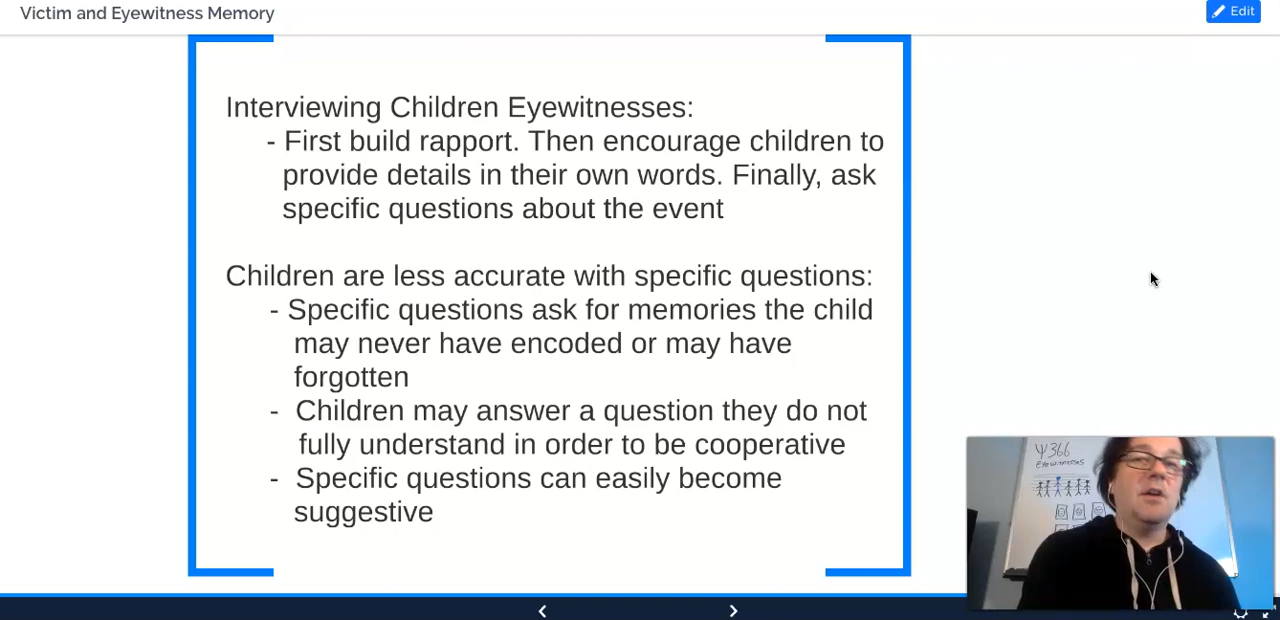 Victim and Eyewitness Memory
Edit
Interviewing Children Eyewitnesses:
- First build rapport. Then encourage children to
provide details in their own words. Finally, ask
specific questions about the event
Children are less accurate with specific questions:
- Specific questions ask for memories the child
may never have encoded or may have
forgotten
- Children may answer a question they do not
fully understand in order to be cooperative
- Specific questions can easily become
suggestive
Ψ366
Eyewitnesses